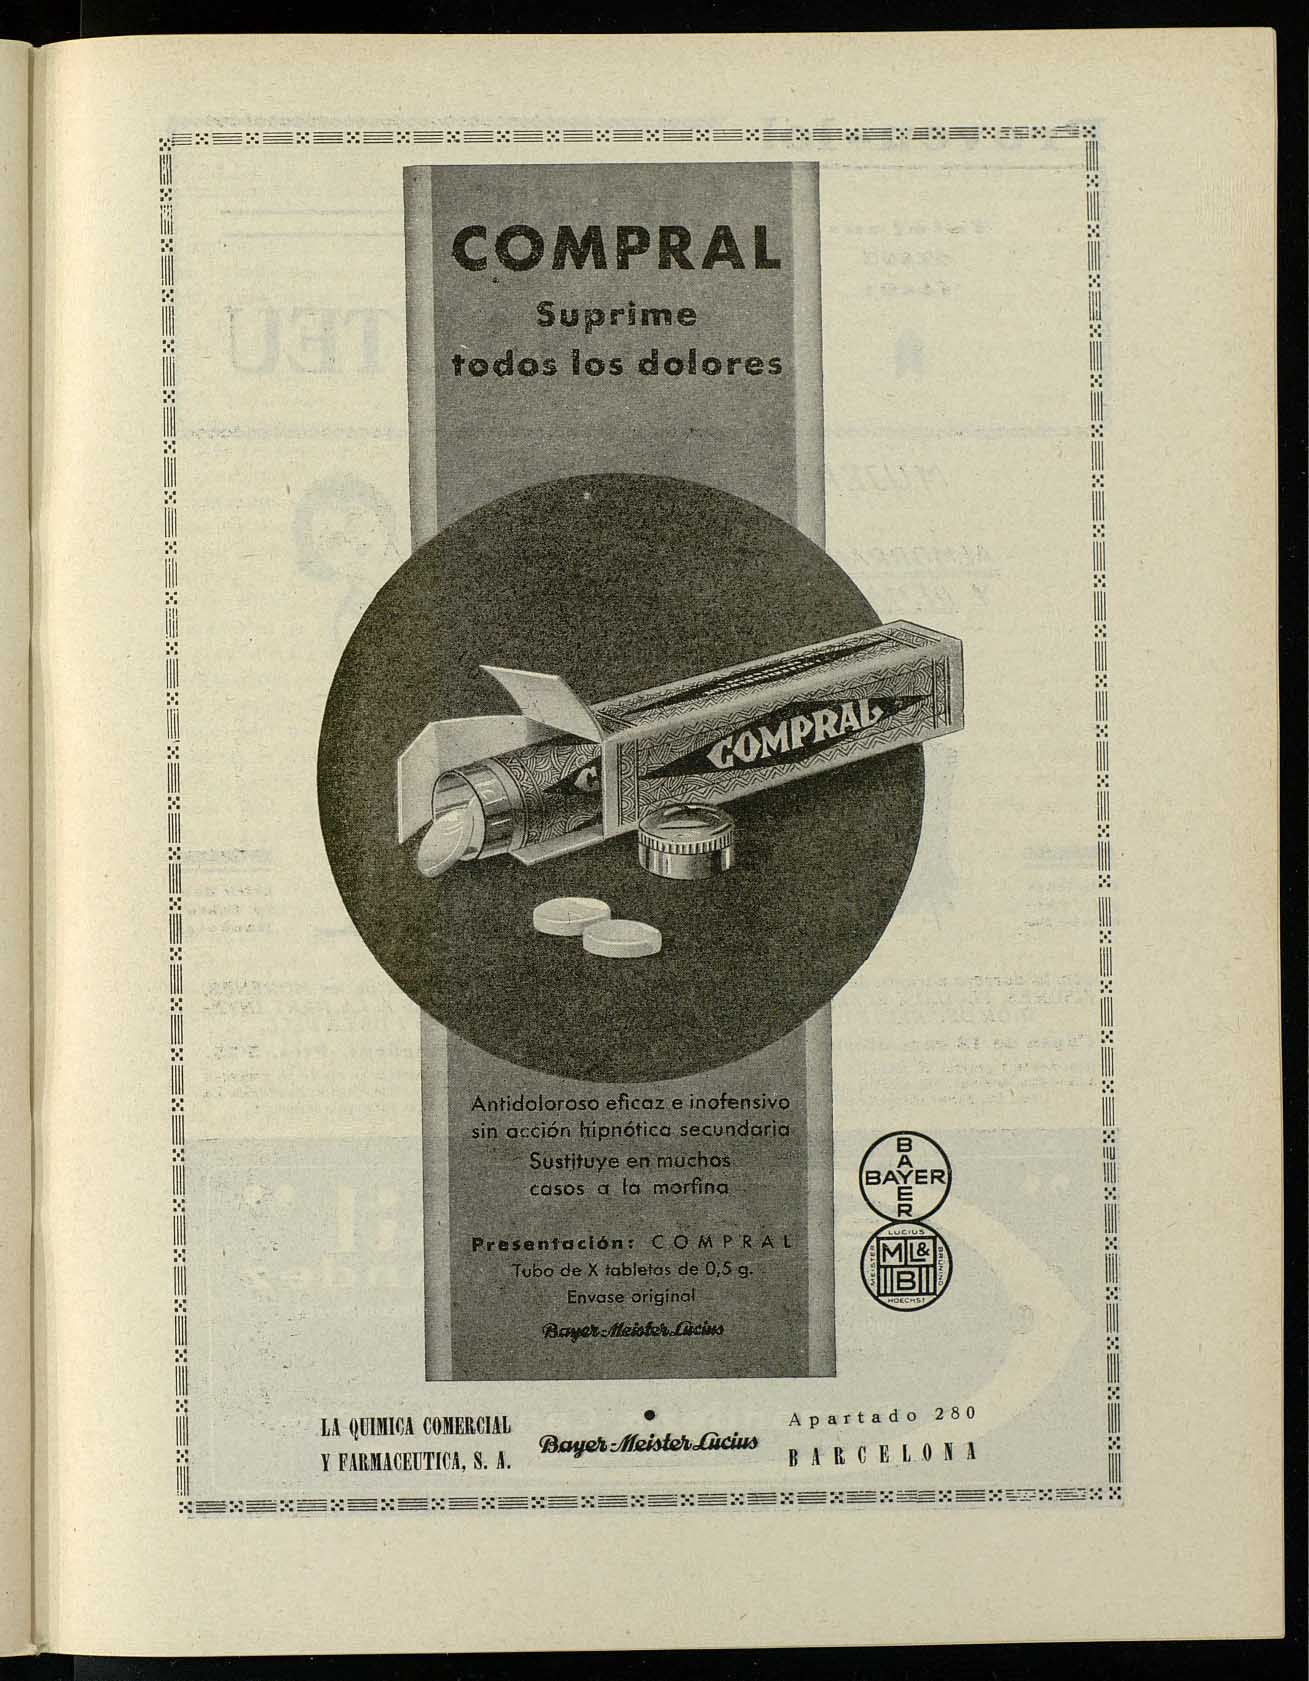 COMPRAL
Suprime
todos los dolores
COMPRAL
C
Antidoloroso eficaz e inofensivo
sin acción hipnótica secundaria
Sustituye en muchos
casos a la morfina
Presentación: COMPRAL
Tubo de X tabletas de 0,5 g.
Envase original
Bayer-Meister-Lucius
BAYER
BAYER
LUCIUS
MEISTER
BRÜNING
ML&
B
HOECHST
LA QUIMICA COMERCIAL
Y FARMACEUTICA, S. A.
Bayer-Meister-Lucius
Apartado 280
BARCELONA